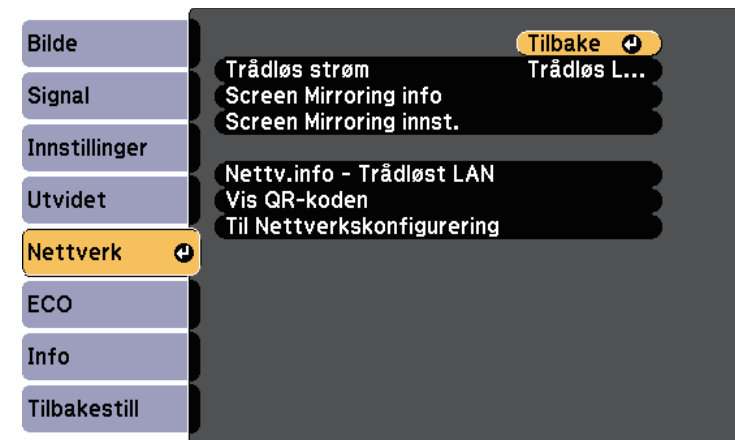 Bilde
Signal
Innstillinger
Utvidet
Nettverk
ECO
Info
Tilbakestill
Tilbake
Trådløs strøm Trådløs L...
Screen Mirroring info
Screen Mirroring innst.
Nettv.info - Trådløst LAN
Vis QR-koden
Til Nettverkskonfigurering